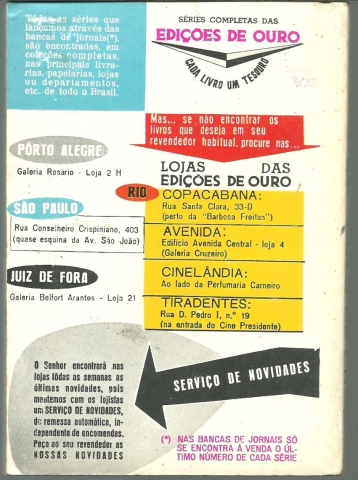 Tôdas as séries que
lançamos através das
bancas de jornais(*),
são encontradas, em
coleções completas,
nas principais livra-
rias, papelarias, lojas
ou departamentos,
etc. de todo o Brasil.
SÉRIES COMPLETAS DAS
EDIÇÕES DE OURO
CADA LIVRO UM TESOURO
Mas... se não encontrar os
livros que deseja em seu
revendedor habitual, procure nas...
PÔRTO ALEGRE
Galeria Rosário - Loja 2 H
SÃO PAULO
Rua Conselheiro Crispiniano, 403
(quase esquina da Av. São João)
JUIZ DE FORA
Galeria Belfort Arantes - Loja 21
LOJAS DAS
EDIÇÕES DE OURO
RIO
COPACABANA:
Rua Santa Clara, 33-D
(perto da "Barbosa Freitas")
AVENIDA:
Edifício Avenida Central - loja 4
(Galeria Cruzeiro)
CINELÂNDIA:
Ao lado da Perfumaria Carneiro
TIRADENTES:
Rua D. Pedro I, n.º 19
(na entrada do Cine Presidente)
O Senhor encontrará nas
lojas tôdas as semanas as
últimas novidades, pois
mantemos com os lojistas
um SERVIÇO DE NOVIDADES,
de remessa automática, in-
dependente de encomendas.
Peça ao seu revendedor as
NOSSAS NOVIDADES
SERVIÇO DE NOVIDADES
(*) NAS BANCAS DE JORNAIS SÓ
SE ENCONTRA À VENDA O ÚL-
TIMO NÚMERO DE CADA SÉRIE